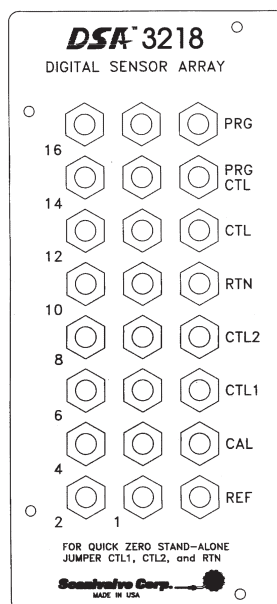 DSA™ 3218
DIGITAL SENSOR ARRAY
PRG
16
PRG
CTL
14
CTL
12
RTN
10
CTL2
8
CTL1
6
CAL
4
REF
2 1
FOR QUICK ZERO STAND-ALONE
JUMPER CTL1, CTL2, and RTN
Scanivalve Corp.
MADE IN USA